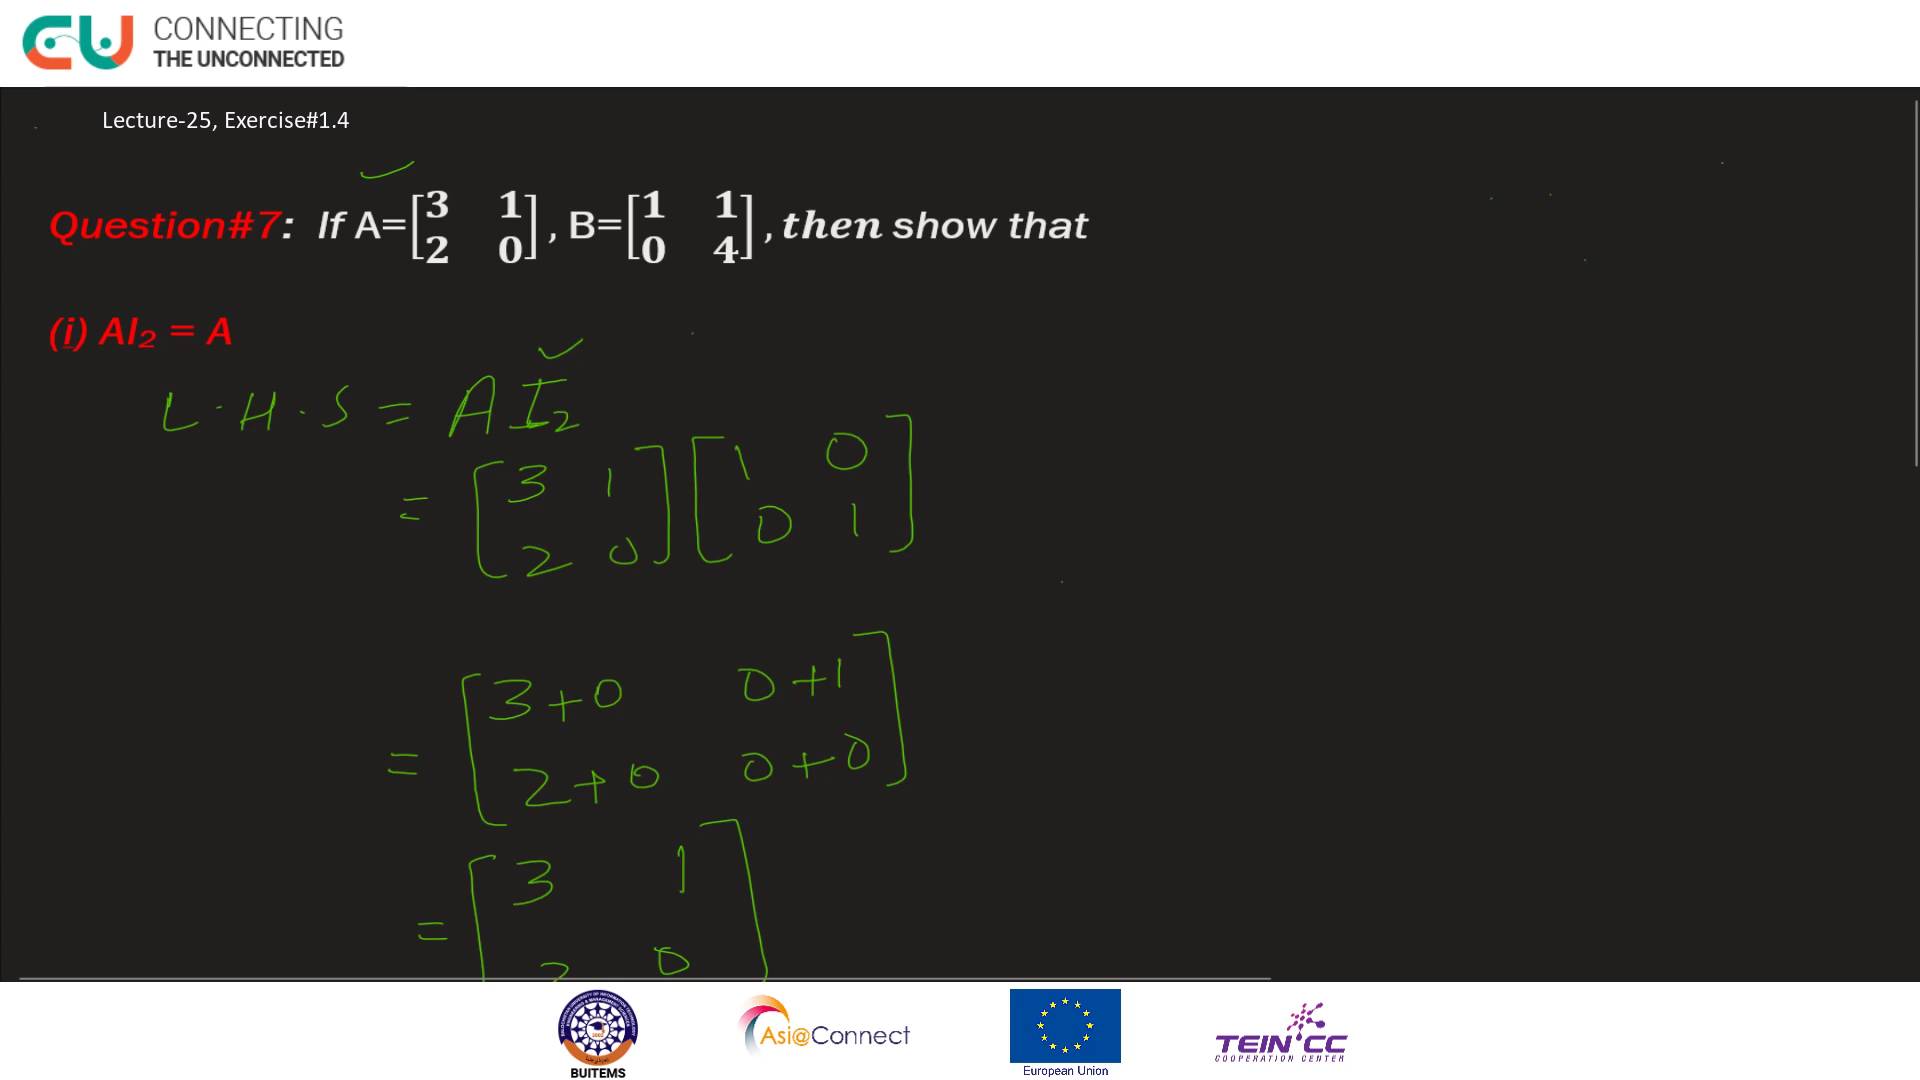 CONNECTING
THE UNCONNECTED
Lecture-25, Exercise#1.4
Question#7: If A=[3 1
2 0], B=[1 1
0 4], then show that
(i) AI₂ = A
L.H.S = A I₂
= [3 1
2 0] [1 0
0 1]
= [3+0 0+1
2+0 0+0]
= [3 1
2 0]
BUITEMS
Asi@Connect
European Union
TEIN*CC
COOPERATION CENTER